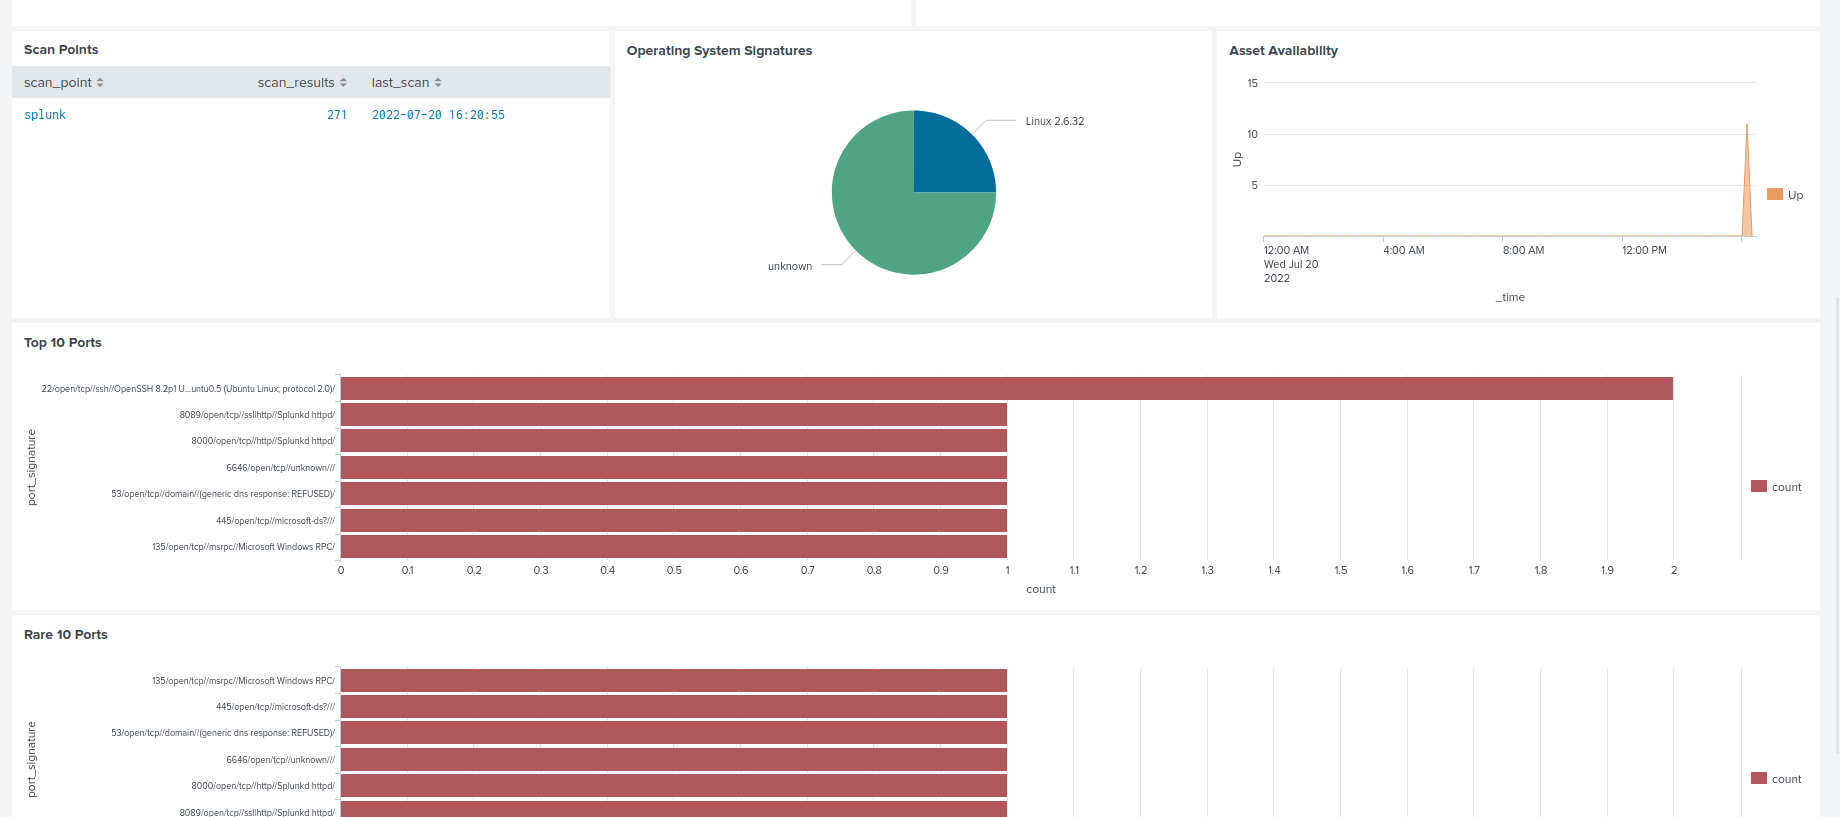 Scan Points
scan_point scan_results last_scan
splunk 271 2022-07-20 16:20:55
Operating System Signatures
Linux 2.6.32
unknown
Asset Availability
15
10
5
Up
Up
12:00 AM 4:00 AM 8:00 AM 12:00 PM
Wed Jul 20
2022
_time
Top 10 Ports
port_signature
22/open/tcp//ssh//OpenSSH 8.2p1 U...untu0.5 (Ubuntu Linux; protocol 2.0)/
8089/open/tcp//ssl|http//Splunkd httpd/
8000/open/tcp//http//Splunkd httpd/
6646/open/tcp//unknown///
53/open/tcp//domain//(generic dns response: REFUSED)/
445/open/tcp//microsoft-ds?///
135/open/tcp//msrpc//Microsoft Windows RPC/
0 0.1 0.2 0.3 0.4 0.5 0.6 0.7 0.8 0.9 1 1.1 1.2 1.3 1.4 1.5 1.6 1.7 1.8 1.9 2
count
count
Rare 10 Ports
port_signature
135/open/tcp//msrpc//Microsoft Windows RPC/
445/open/tcp//microsoft-ds?///
53/open/tcp//domain//(generic dns response: REFUSED)/
6646/open/tcp//unknown///
8000/open/tcp//http//Splunkd httpd/
8089/open/tcp//ssl|http//Splunkd httpd/
count